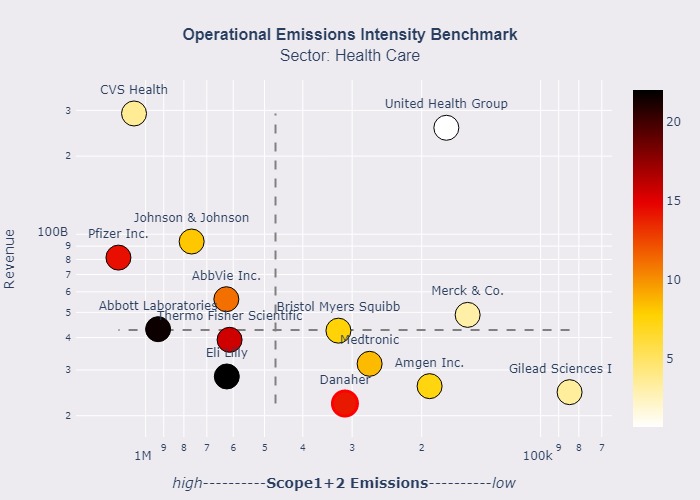 Operational Emissions Intensity Benchmark
Sector: Health Care
CVS Health
United Health Group
Johnson & Johnson
Pfizer Inc.
AbbVie Inc.
Merck & Co.
Abbott Laboratories
Bristol Myers Squibb
Thermo Fisher Scientific
Medtronic
Eli Lilly
Amgen Inc.
Gilead Sciences I
Danaher
Revenue
3
2
100B
9
8
7
6
5
4
3
2
1M
9
8
7
6
5
4
3
2
100k
9
8
7
high----------Scope1+2 Emissions----------low
20
15
10
5